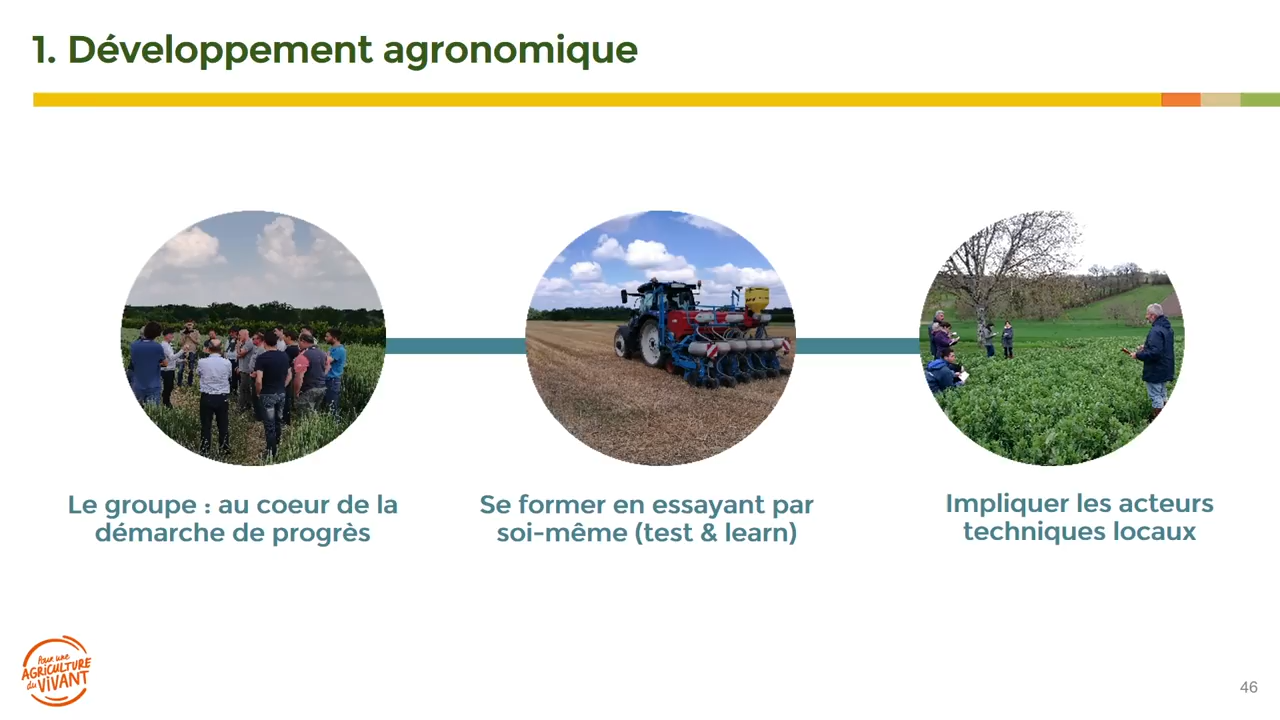 1. Développement agronomique
Le groupe : au coeur de la
démarche de progrès
Se former en essayant par
soi-même (test & learn)
Impliquer les acteurs
techniques locaux
Pour une
AGRiCULTURE
du ViVANT
46